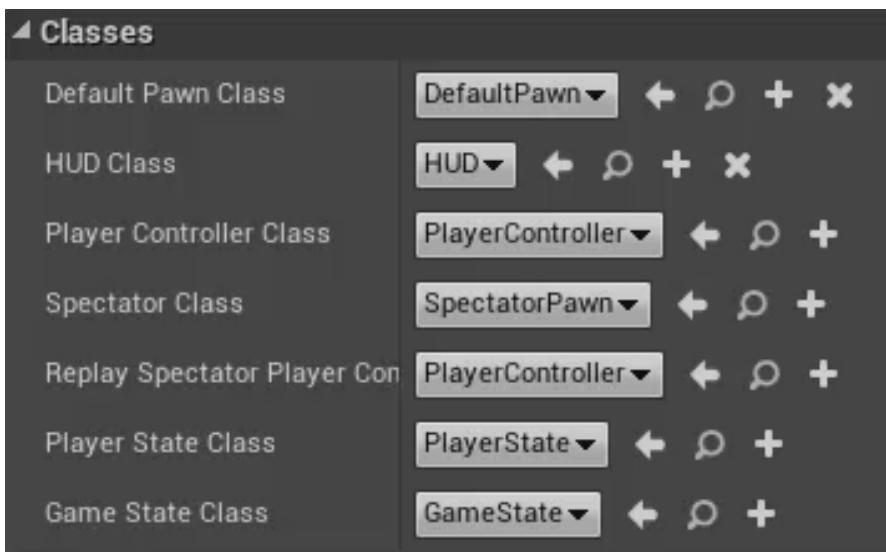 Classes
Default Pawn Class DefaultPawn
HUD Class HUD
Player Controller Class PlayerController
Spectator Class SpectatorPawn
Replay Spectator Player Con PlayerController
Player State Class PlayerState
Game State Class GameState